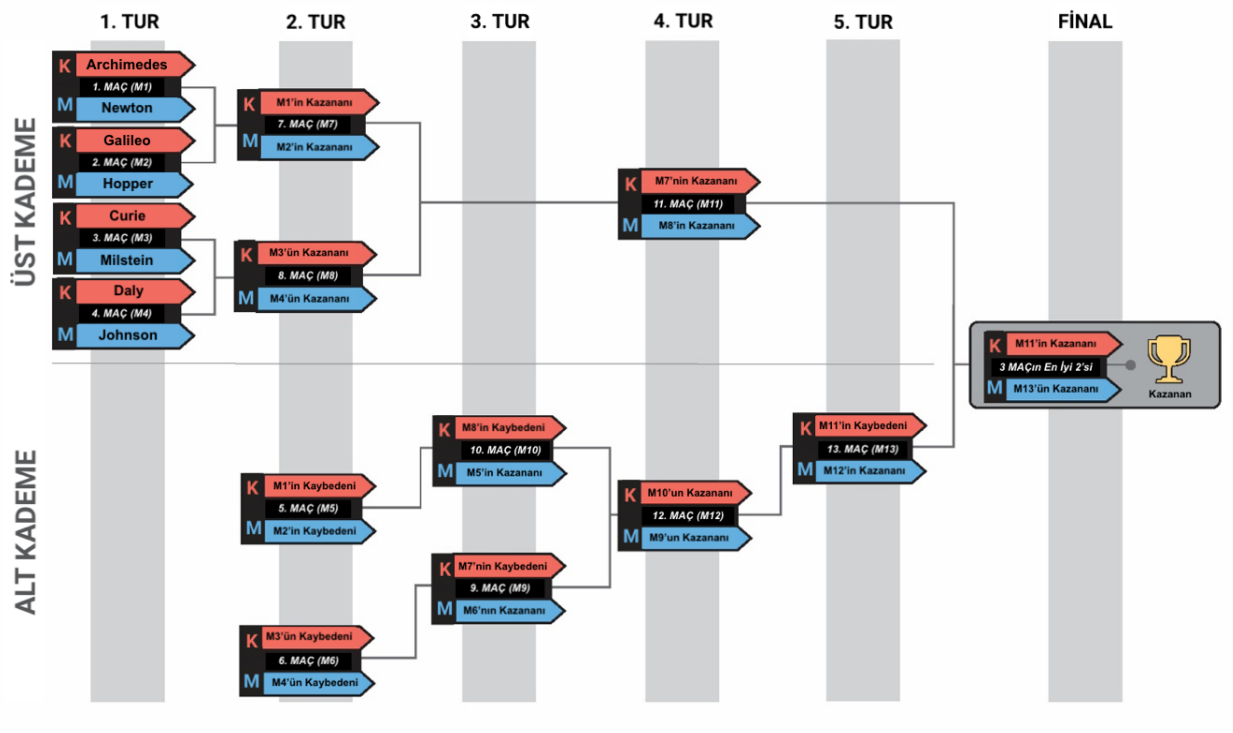 1. TUR
2. TUR
3. TUR
4. TUR
5. TUR
FİNAL
ÜST KADEME
K Archimedes
1. MAÇ (M1)
M Newton
K Galileo
2. MAÇ (M2)
M Hopper
K Curie
3. MAÇ (M3)
M Milstein
K Daly
4. MAÇ (M4)
M Johnson
K M1'in Kazananı
7. MAÇ (M7)
M M2'in Kazananı
K M3'ün Kazananı
8. MAÇ (M8)
M M4'ün Kazananı
K M7'nin Kazananı
11. MAÇ (M11)
M M8'in Kazananı
K M11'in Kazananı
3 MAÇın En İyi 2'si
M M13'ün Kazananı
Kazanan
ALT KADEME
K M1'in Kaybedeni
5. MAÇ (M5)
M M2'in Kaybedeni
K M3'ün Kaybedeni
6. MAÇ (M6)
M M4'ün Kaybedeni
K M8'in Kaybedeni
10. MAÇ (M10)
M M5'in Kazananı
K M7'nin Kaybedeni
9. MAÇ (M9)
M M6'nın Kazananı
K M10'un Kazananı
12. MAÇ (M12)
M M9'un Kazananı
K M11'in Kaybedeni
13. MAÇ (M13)
M M12'in Kazananı